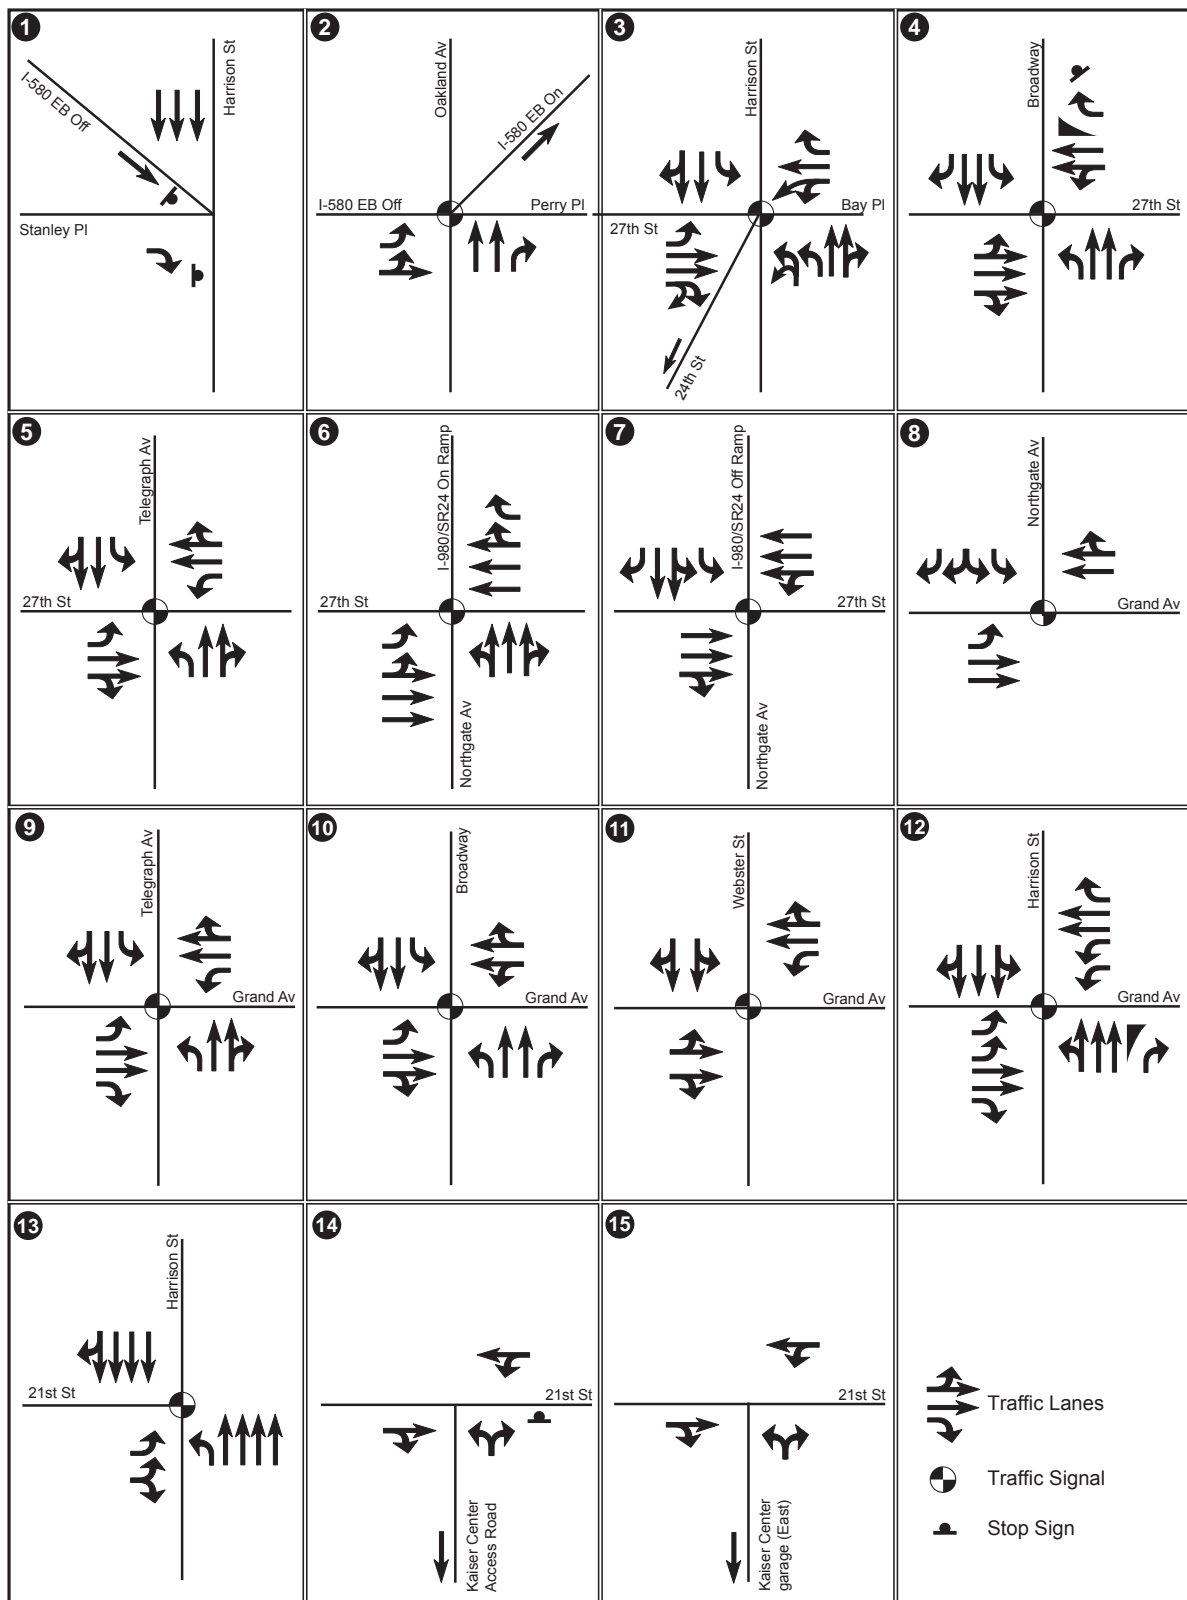 1
Harrison St
I-580 EB Off
Stanley Pl
2
Oakland Av
I-580 EB On
I-580 EB Off
Perry Pl
3
Harrison St
Bay Pl
27th St
24th St
4
Broadway
27th St
5
Telegraph Av
27th St
6
I-980/SR24 On Ramp
27th St
Northgate Av
7
I-980/SR24 Off Ramp
27th St
Northgate Av
8
Northgate Av
Grand Av
9
Telegraph Av
Grand Av
10
Broadway
Grand Av
11
Webster St
Grand Av
12
Harrison St
Grand Av
13
Harrison St
21st St
14
21st St
Kaiser Center
Access Road
15
21st St
Kaiser Center
garage (East)
Traffic Lanes
Traffic Signal
Stop Sign